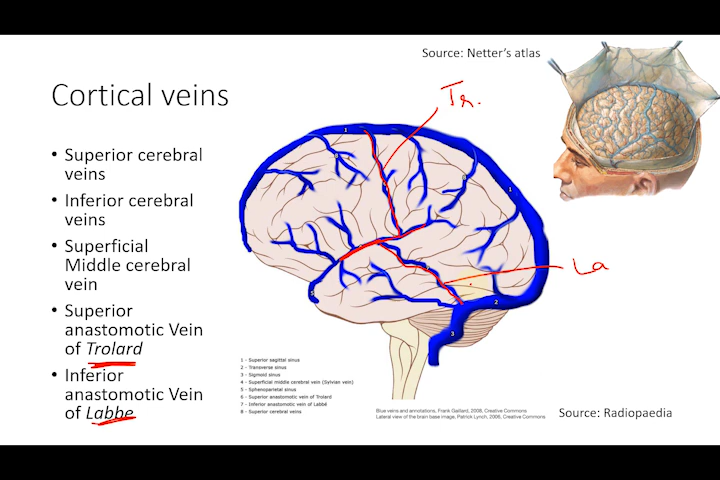 Source: Netter's atlas
Cortical veins
Tr.
• Superior cerebral
veins
• Inferior cerebral
veins
• Superficial
Middle cerebral
vein
• Superior
anastomotic Vein
of Trolard
• Inferior
anastomotic Vein
of Labbe
La
1
1
2
3
1 - Superior sagittal sinus
2 - Transverse sinus
3 - Sigmoid sinus
4 - Superficial middle cerebral vein (Sylvian vein)
5 - Sphenoparietal sinus
6 - Superior anastomotic vein of Trolard
7 - Inferior anastomotic vein of Labbé
8 - Superior cerebral veins
Blue veins and annotations, Frank Gaillard, 2008, Creative Commons
Lateral view of the brain base image, Patrick Lynch, 2006, Creative Commons
Source: Radiopaedia